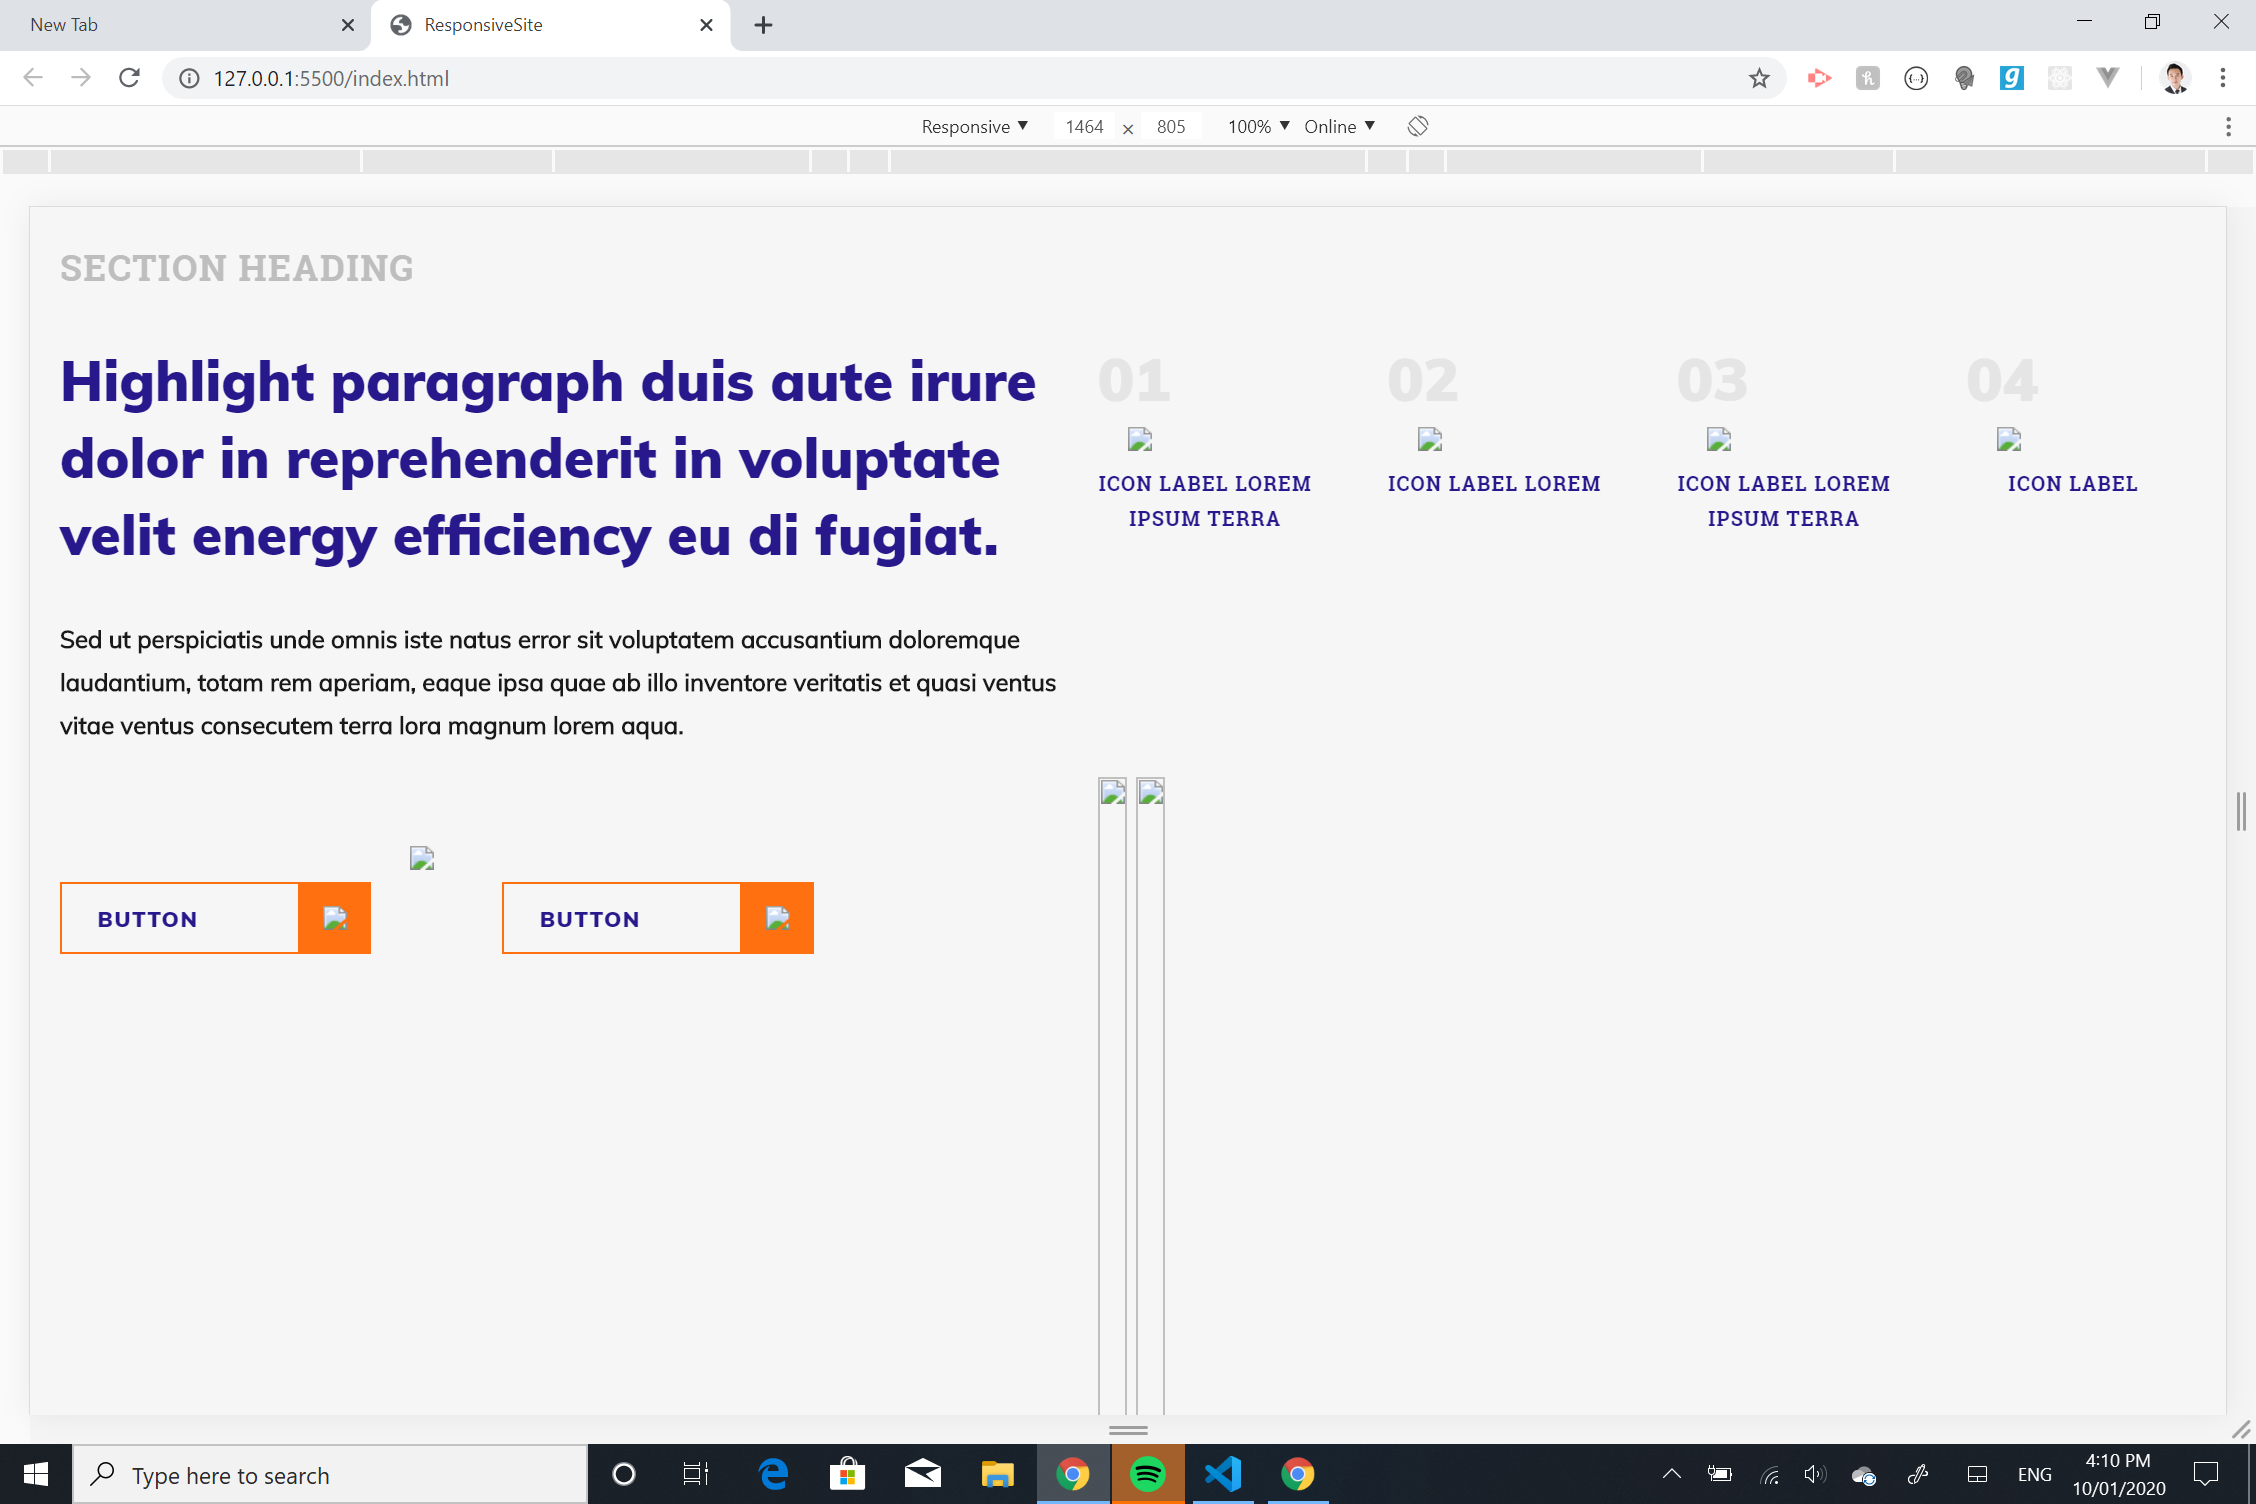 New Tab
ResponsiveSite
127.0.0.1:5500/index.html
Responsive 1464 × 805 100% Online
SECTION HEADING
Highlight paragraph duis aute irure
dolor in reprehenderit in voluptate
velit energy efficiency eu di fugiat.
Sed ut perspiciatis unde omnis iste natus error sit voluptatem accusantium doloremque
laudantium, totam rem aperiam, eaque ipsa quae ab illo inventore veritatis et quasi ventus
vitae ventus consecutem terra lora magnum lorem aqua.
BUTTON
BUTTON
01
ICON LABEL LOREM
IPSUM TERRA
02
ICON LABEL LOREM
03
ICON LABEL LOREM
IPSUM TERRA
04
ICON LABEL
Type here to search
ENG
4:10 PM
10/01/2020